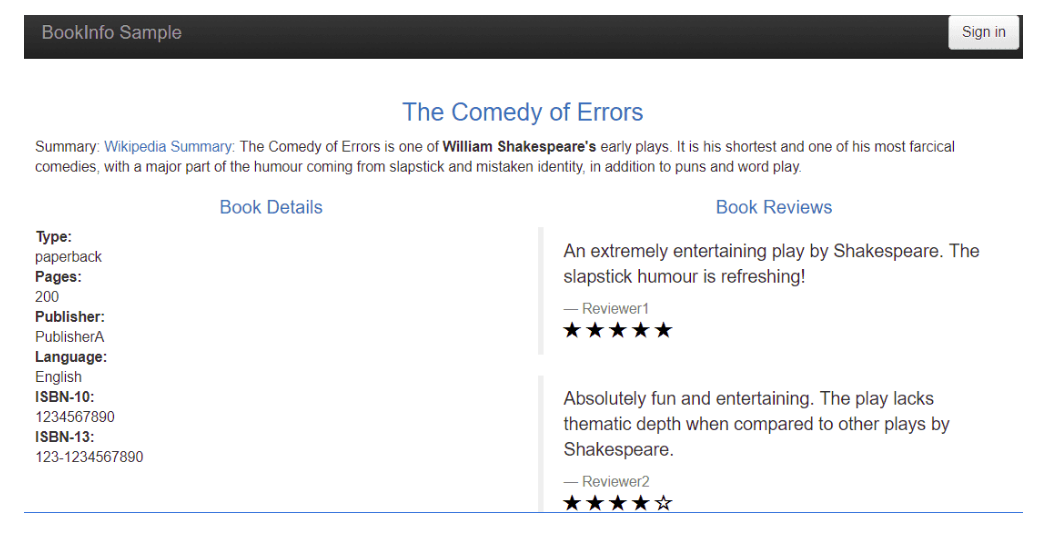 BookInfo Sample
Sign in
The Comedy of Errors
Summary: Wikipedia Summary: The Comedy of Errors is one of William Shakespeare's early plays. It is his shortest and one of his most farcical
comedies, with a major part of the humour coming from slapstick and mistaken identity, in addition to puns and word play.
Book Details
Type:
paperback
Pages:
200
Publisher:
PublisherA
Language:
English
ISBN-10:
1234567890
ISBN-13:
123-1234567890
Book Reviews
An extremely entertaining play by Shakespeare. The
slapstick humour is refreshing!
— Reviewer1
★★★★★
Absolutely fun and entertaining. The play lacks
thematic depth when compared to other plays by
Shakespeare.
— Reviewer2
★★★★☆